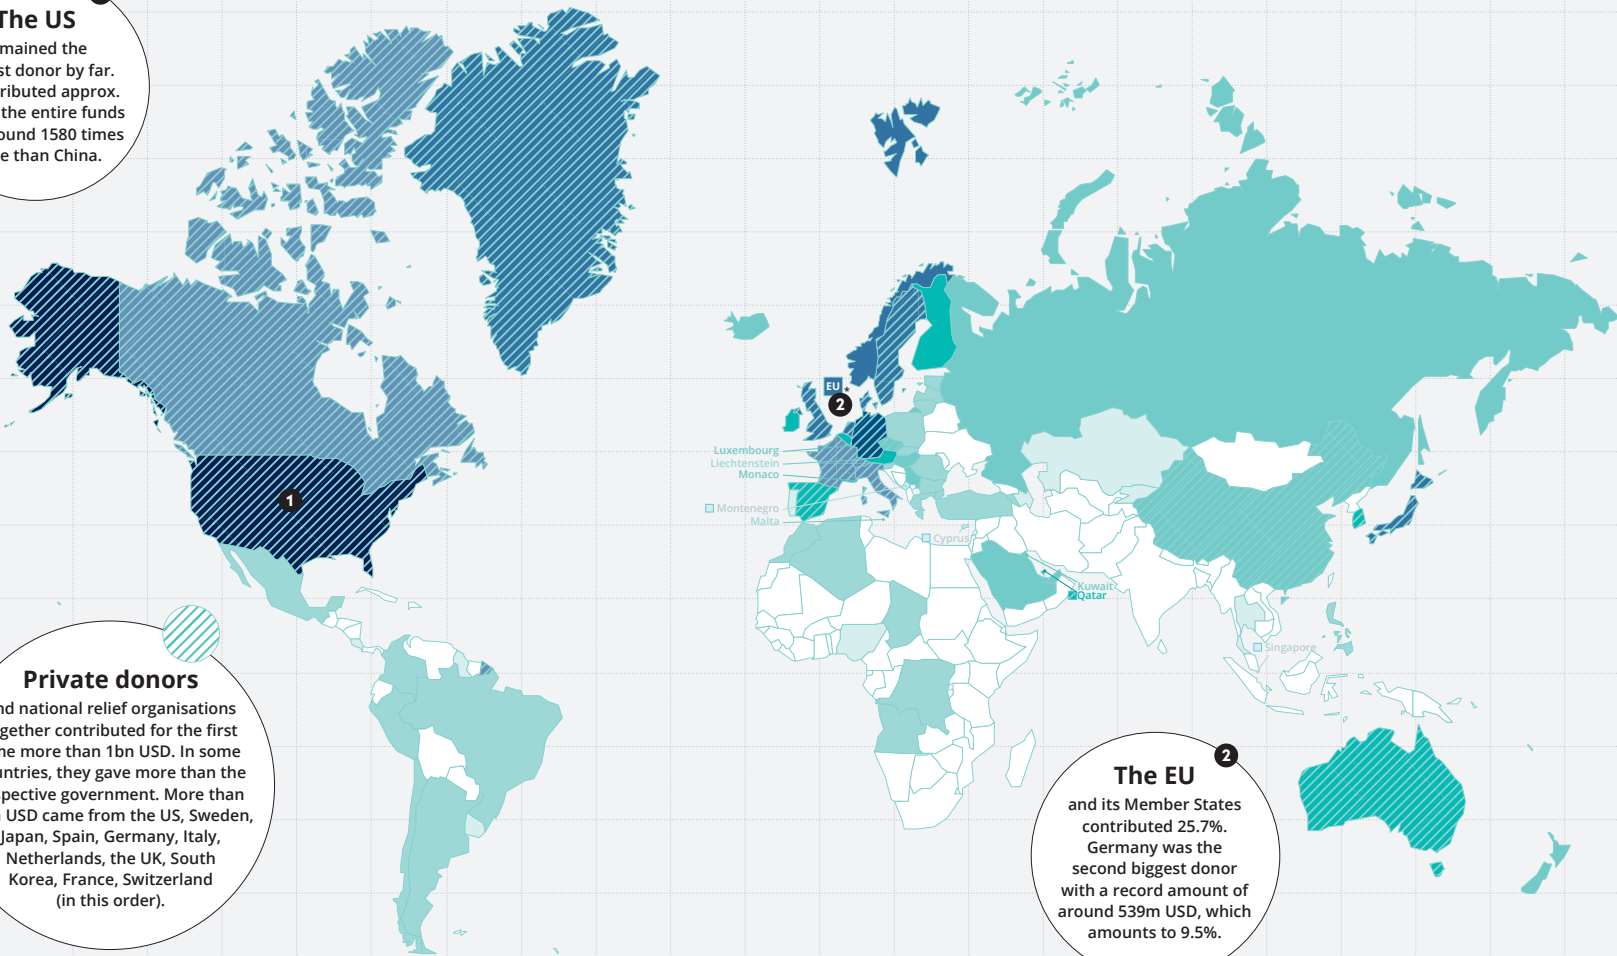 The US
mained the
st donor by far.
ributed approx.
the entire funds
ound 1580 times
e than China.
EU
2
Luxembourg
Liechtenstein
Monaco
1
Montenegro
Malta
Cyprus
Kuwait
Qatar
Singapore
Private donors
nd national relief organisations
gether contributed for the first
me more than 1bn USD. In some
untries, they gave more than the
spective government. More than
USD came from the US, Sweden,
Japan, Spain, Germany, Italy,
Netherlands, the UK, South
Korea, France, Switzerland
(in this order).
2
The EU
and its Member States
contributed 25.7%.
Germany was the
second biggest donor
with a record amount of
around 539m USD, which
amounts to 9.5%.